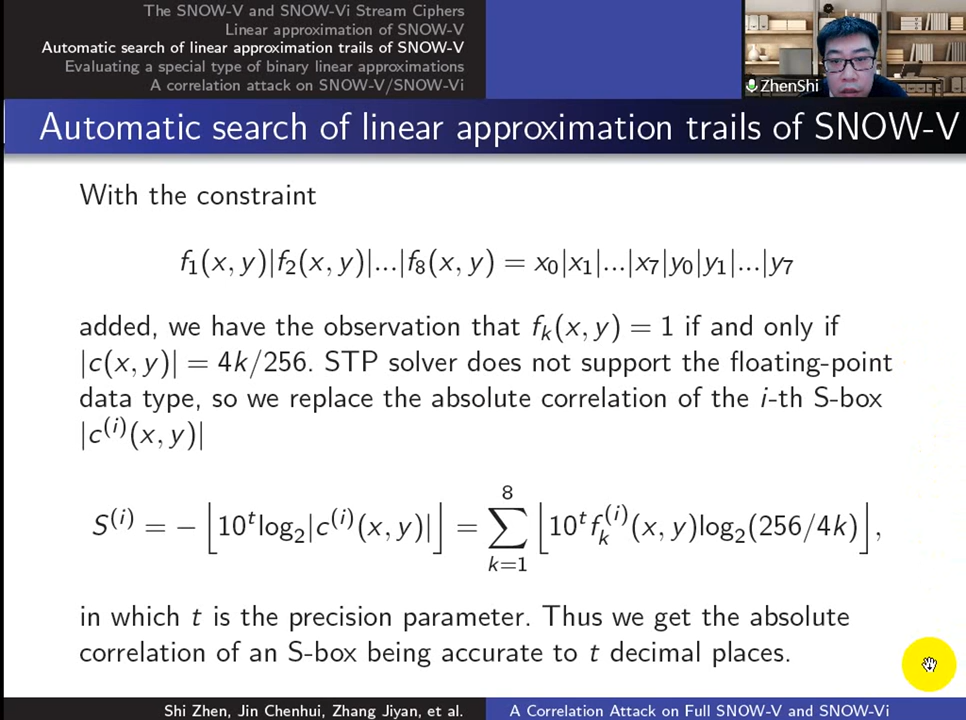 The SNOW-V and SNOW-Vi Stream Ciphers
Linear approximation of SNOW-V
Automatic search of linear approximation trails of SNOW-V
Evaluating a special type of binary linear approximations
A correlation attack on SNOW-V/SNOW-Vi
ZhenShi
Automatic search of linear approximation trails of SNOW-V
With the constraint
f₁(x, y)|f₂(x, y)|...|f₈(x, y) = x₀|x₁|...|x₇|y₀|y₁|...|y₇
added, we have the observation that fₖ(x, y) = 1 if and only if
|c(x, y)| = 4k/256. STP solver does not support the floating-point
data type, so we replace the absolute correlation of the i-th S-box
|c⁽ⁱ⁾(x, y)|
S⁽ⁱ⁾ = − ⌊10ᵗlog₂|c⁽ⁱ⁾(x, y)|⌋ = ∑_{k=1}^{8} ⌊10ᵗfₖ⁽ⁱ⁾(x, y)log₂(256/4k)⌋,
in which t is the precision parameter. Thus we get the absolute
correlation of an S-box being accurate to t decimal places.
Shi Zhen, Jin Chenhui, Zhang Jiyan, et al.
A Correlation Attack on Full SNOW-V and SNOW-Vi